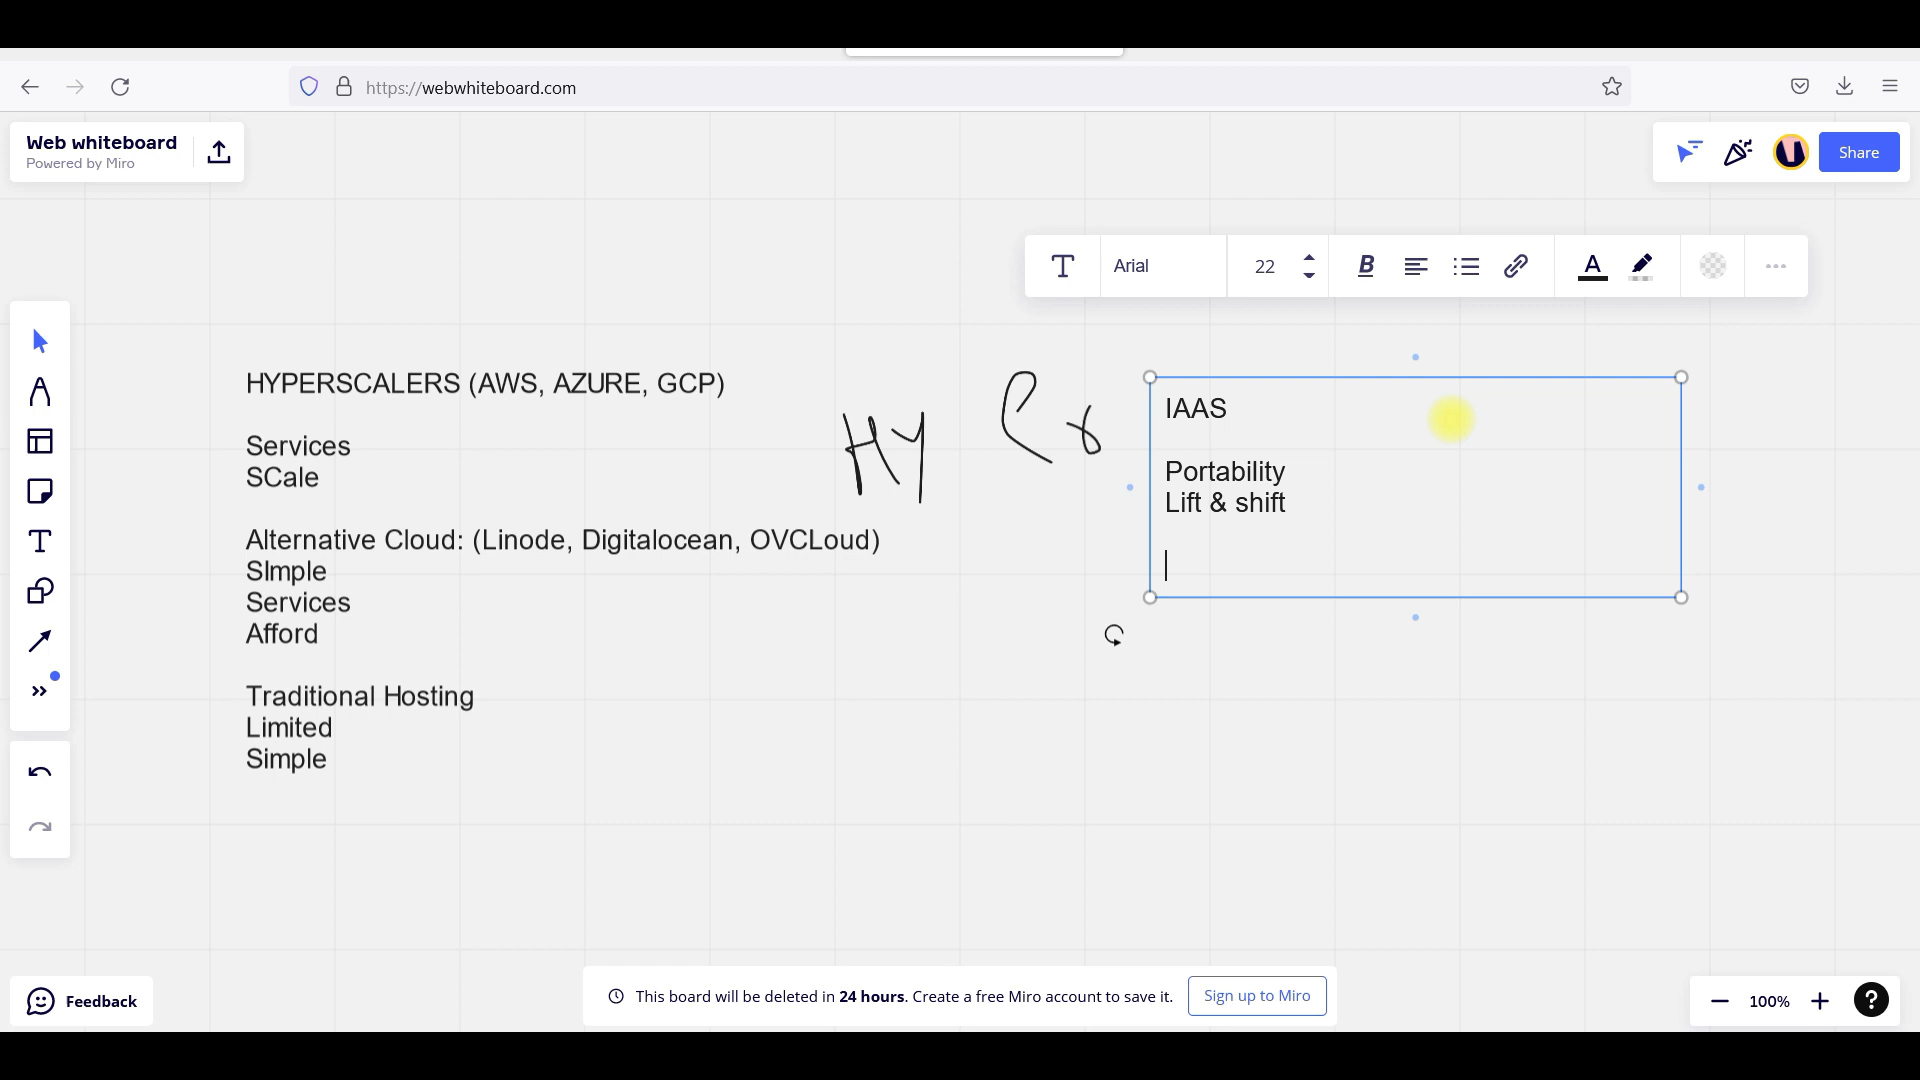 https://webwhiteboard.com
Web whiteboard
Powered by Miro
Share
Arial
22
B
A
HYPERSCALERS (AWS, AZURE, GCP)
Services
SCale
Alternative Cloud: (Linode, Digitalocean, OVCLoud)
SImple
Services
Afford
Traditional Hosting
Limited
Simple
HY
IAAS
Portability
Lift & shift
Feedback
This board will be deleted in 24 hours. Create a free Miro account to save it.
Sign up to Miro
100%